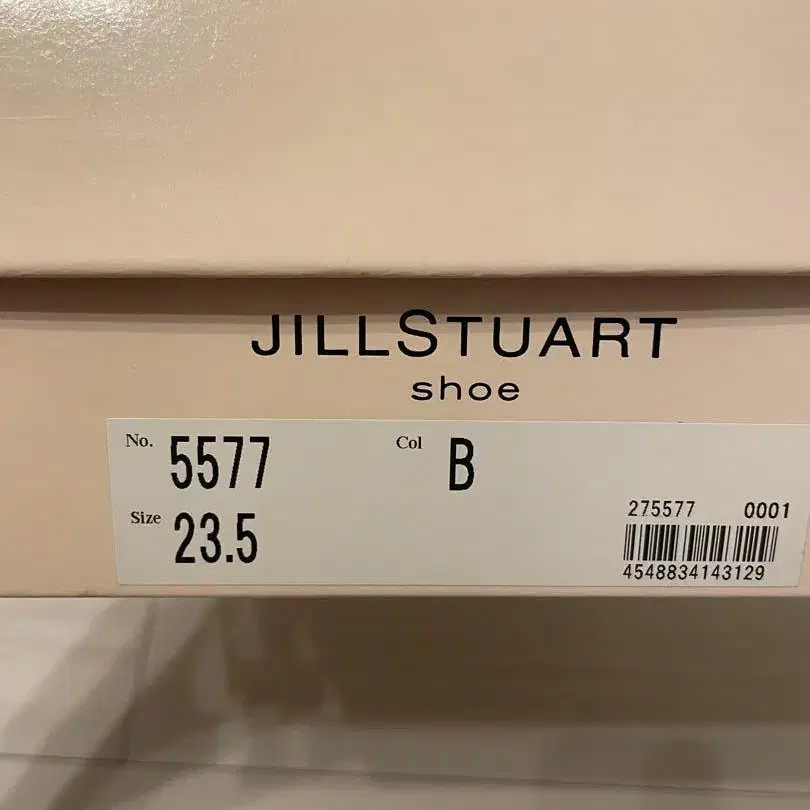 JILLSTUART
shoe
No. 5577 Col B
Size 23.5
275577 0001
4548834143129